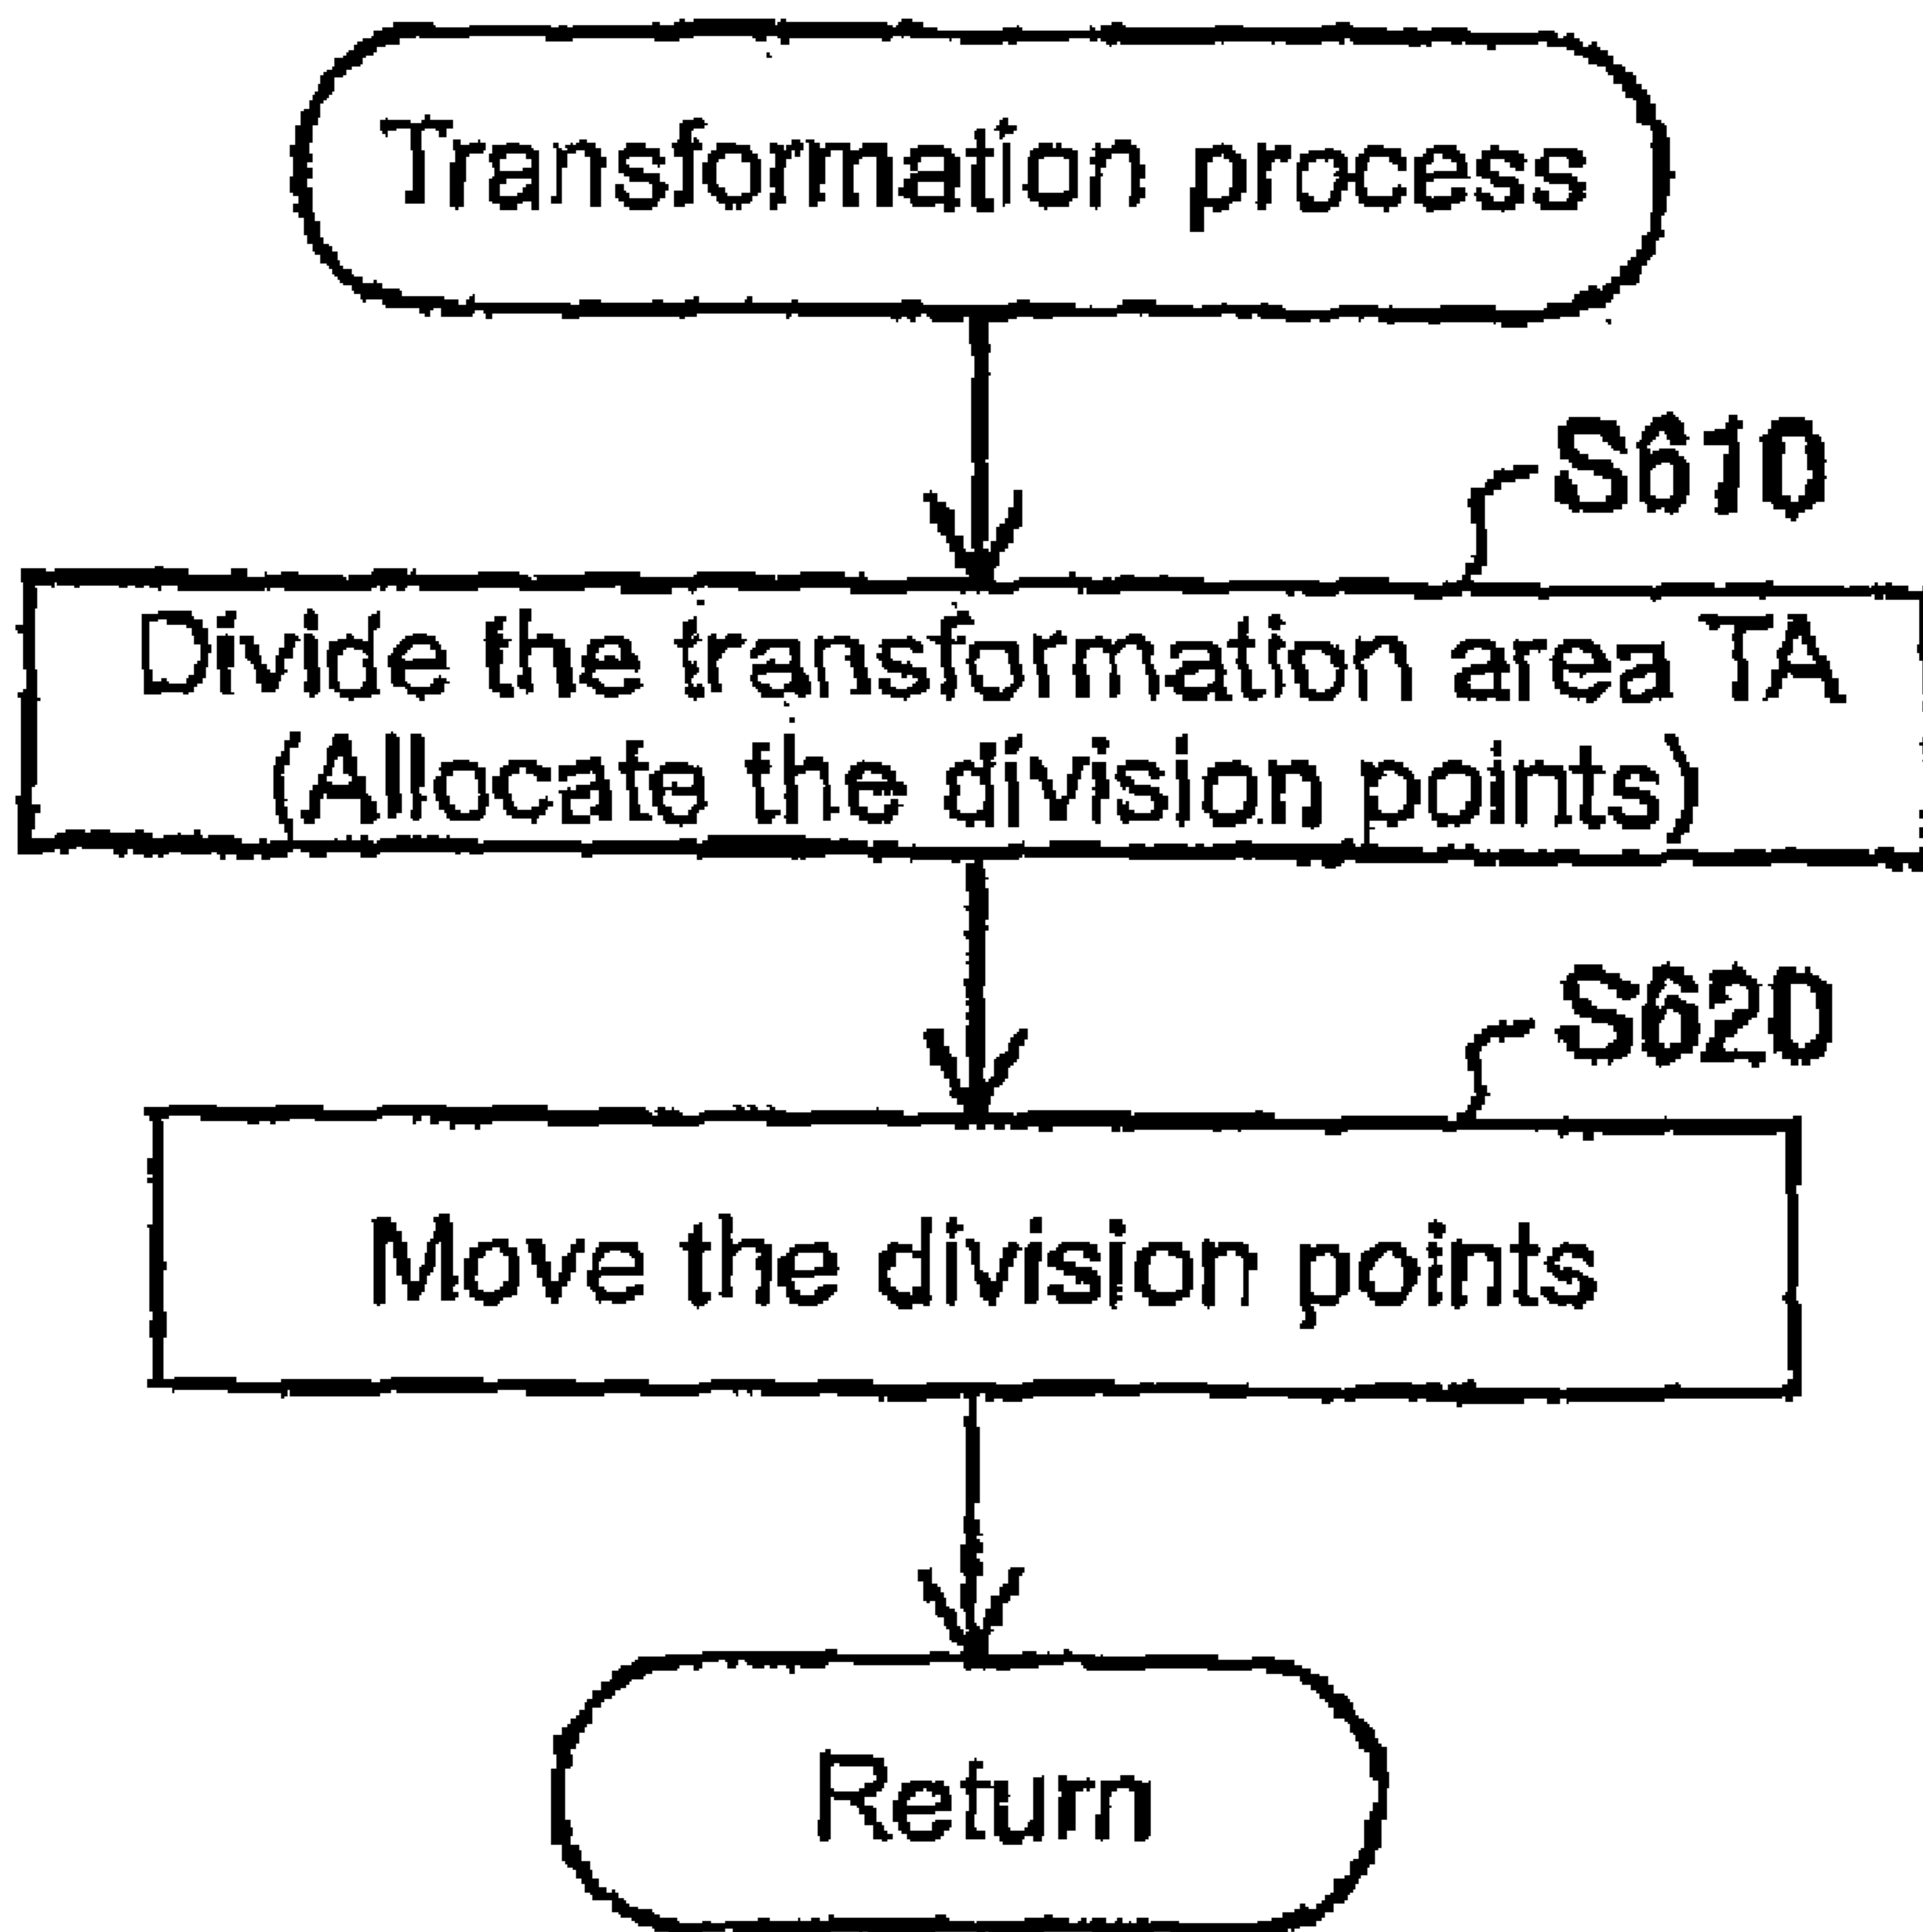 Transformation process
S610
Divide the transformation area TA
(Allocate the division points)
S620
Move the division points
Return